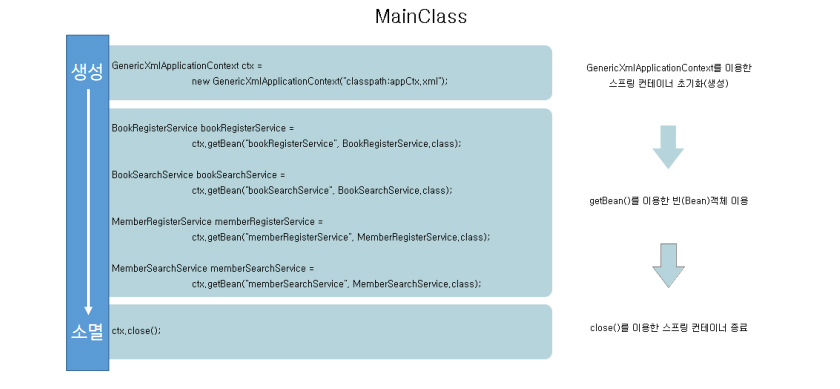 MainClass
생성
GenericXmlApplicationContext ctx =
new GenericXmlApplicationContext("classpath:appCtx.xml");
GenericXmlApplicationContext를 이용한
스프링 컨테이너 초기화(생성)
BookRegisterService bookRegisterService =
ctx.getBean("bookRegisterService", BookRegisterService.class);
BookSearchService bookSearchService =
ctx.getBean("bookSearchService", BookSearchService.class);
MemberRegisterService memberRegisterService =
ctx.getBean("memberRegisterService", MemberRegisterService.class);
MemberSearchService memberSearchService =
ctx.getBean("memberSearchService", MemberSearchService.class);
getBean()를 이용한 빈(Bean)객체 이용
소멸
ctx.close();
close()를 이용한 스프링 컨테이너 종료